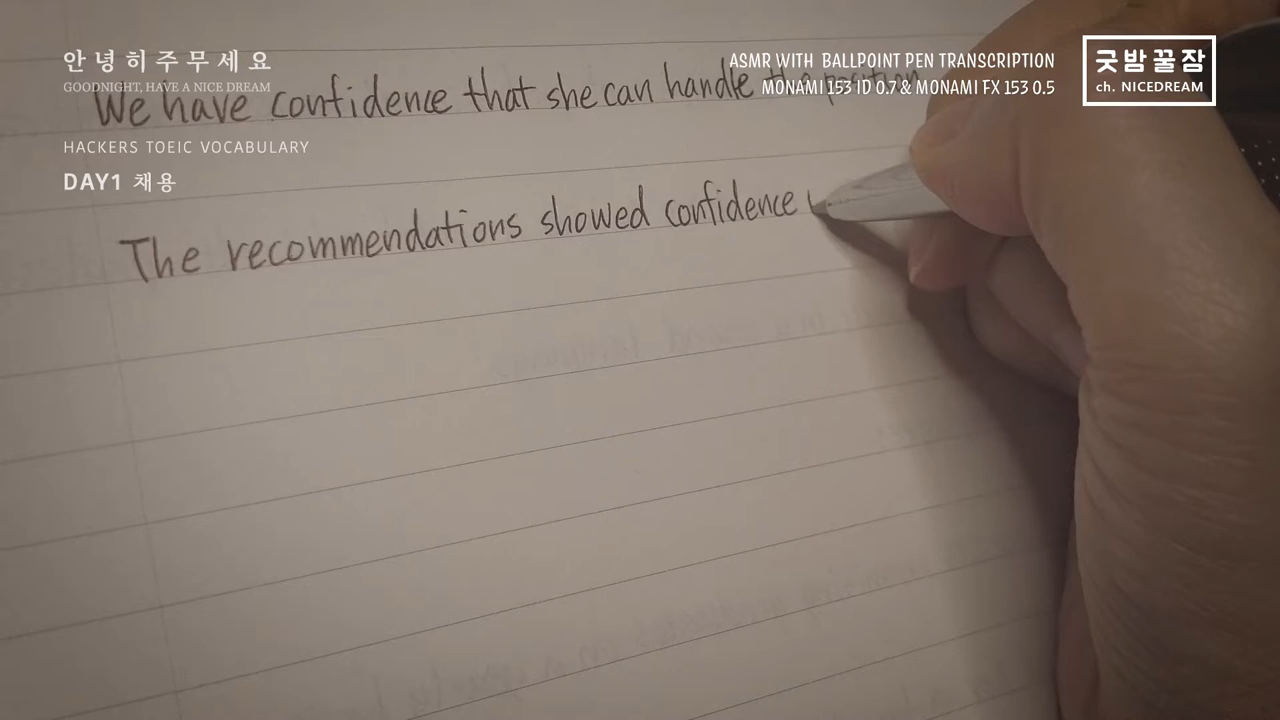 안녕히주무세요
GOODNIGHT, HAVE A NICE DREAM
HACKERS TOEIC VOCABULARY
DAY1 채용
ASMR WITH BALLPOINT PEN TRANSCRIPTION
MONAMI 153 ID 0.7 & MONAMI FX 153 0.5
굿밤꿀잠
ch. NICEDREAM
We have confidence that she can handle the position
The recommendations showed confidence